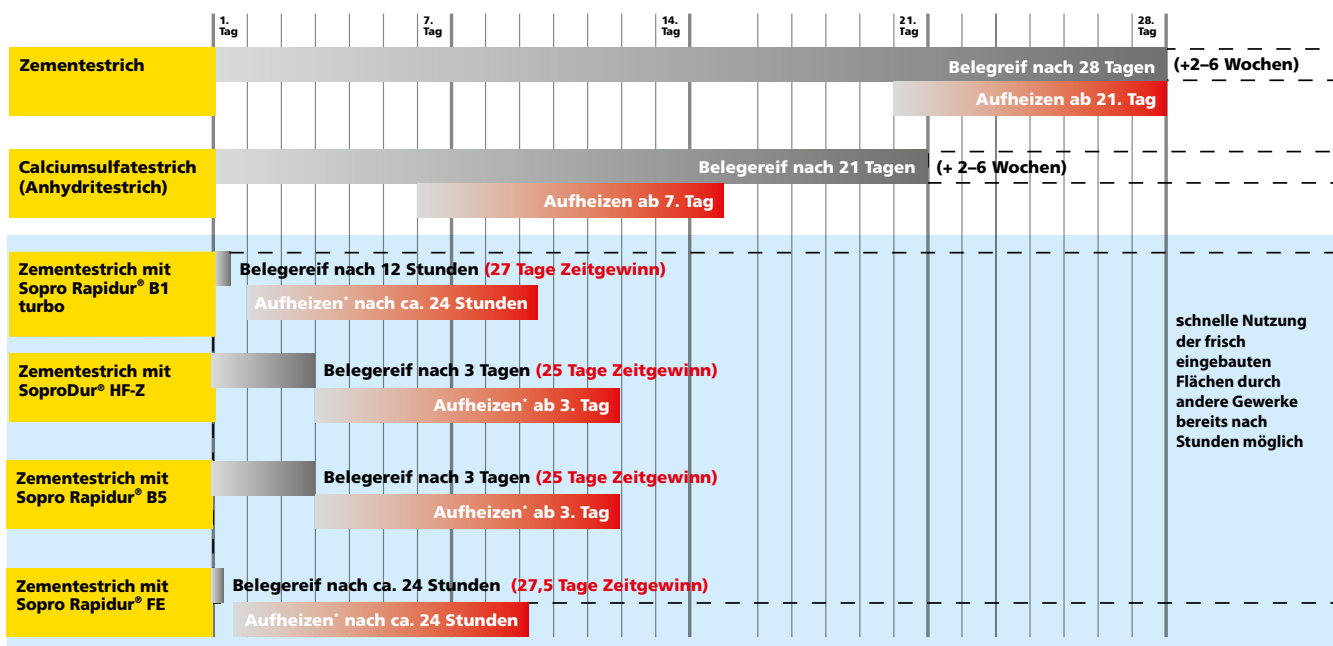 1.
Tag
7.
Tag
14.
Tag
21.
Tag
28.
Tag
Zementestrich
Belegreif nach 28 Tagen
(+2–6 Wochen)
Aufheizen ab 21. Tag
Calciumsulfatestrich
(Anhydritestrich)
Belegereif nach 21 Tagen
(+ 2–6 Wochen)
Aufheizen ab 7. Tag
Zementestrich mit
Sopro Rapidur® B1
turbo
Belegereif nach 12 Stunden (27 Tage Zeitgewinn)
Aufheizen* nach ca. 24 Stunden
Zementestrich mit
SoproDur® HF-Z
Belegereif nach 3 Tagen (25 Tage Zeitgewinn)
Aufheizen* ab 3. Tag
Zementestrich mit
Sopro Rapidur® B5
Belegereif nach 3 Tagen (25 Tage Zeitgewinn)
Aufheizen* ab 3. Tag
Zementestrich mit
Sopro Rapidur® FE
Belegereif nach ca. 24 Stunden (27,5 Tage Zeitgewinn)
Aufheizen* nach ca. 24 Stunden
schnelle Nutzung
der frisch
eingebauten
Flächen durch
andere Gewerke
bereits nach
Stunden möglich